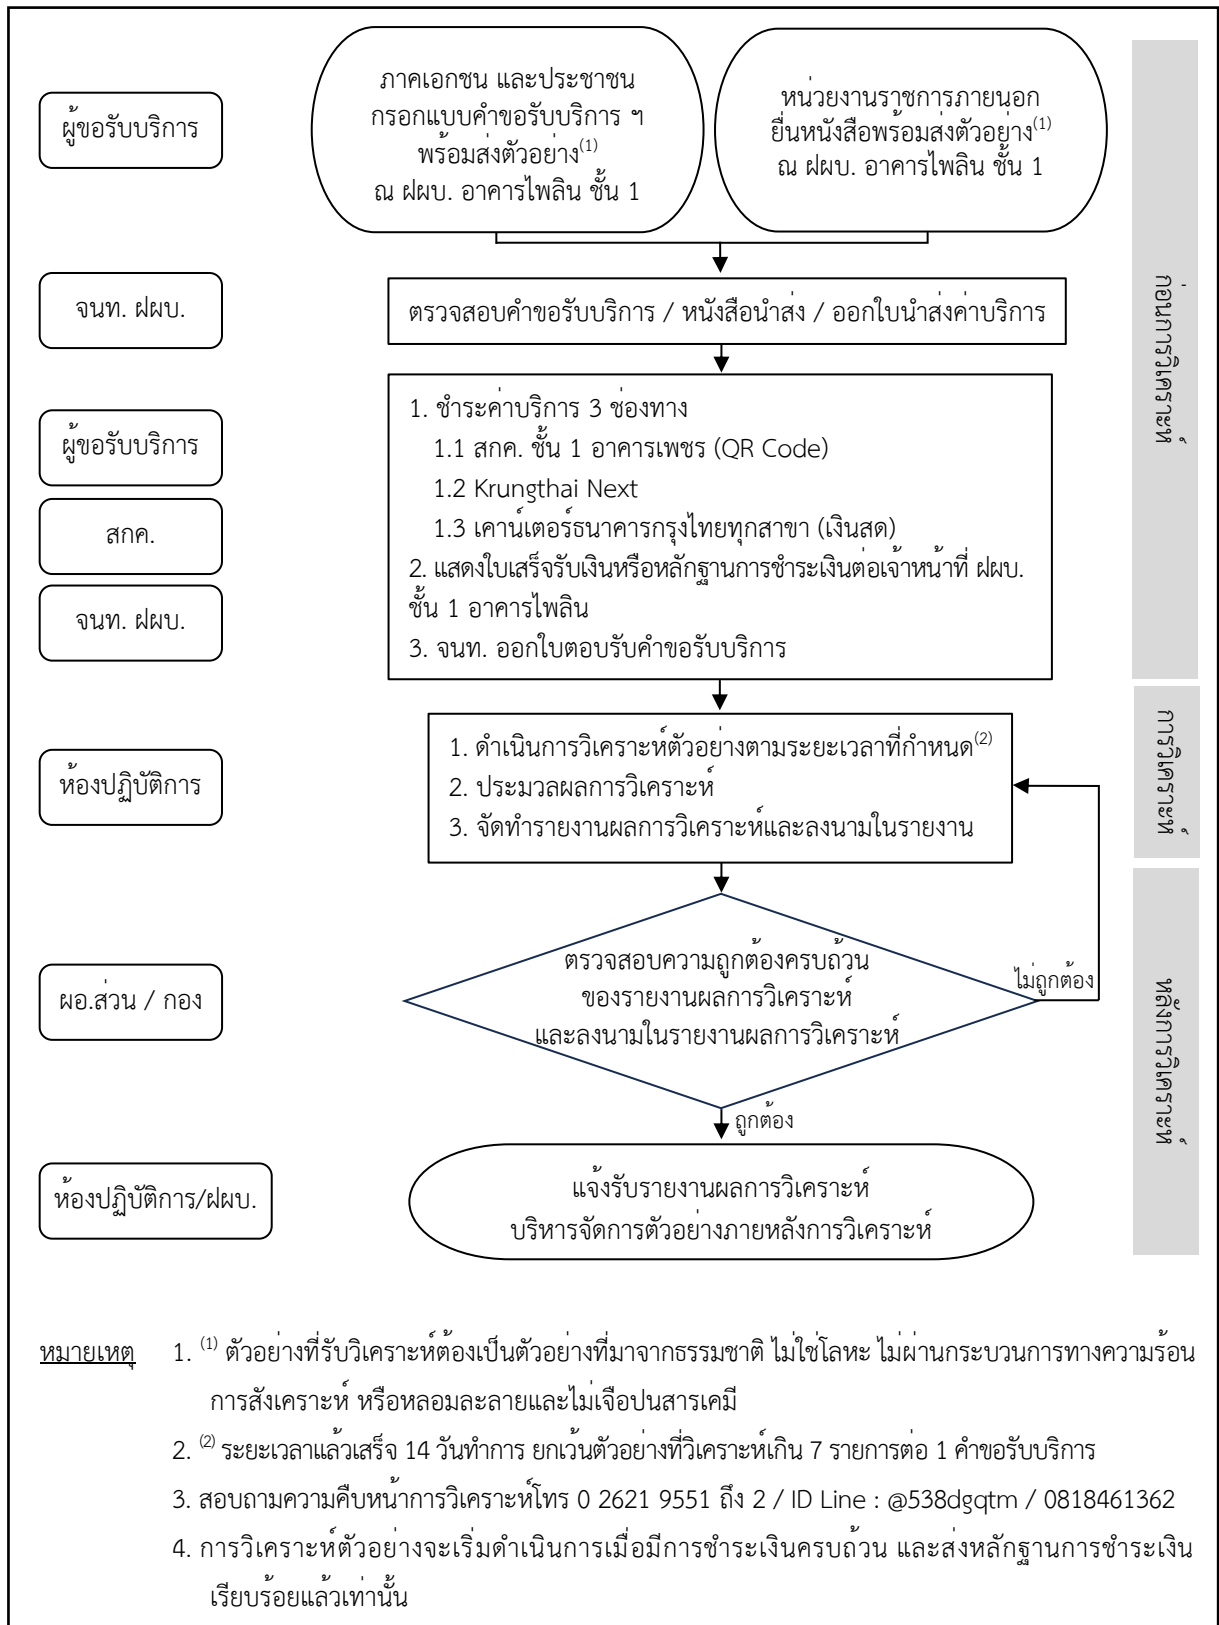 ผู้ขอรับบริการ
ภาคเอกชน และประชาชน
กรอกแบบคำขอรับบริการ ฯ
พร้อมส่งตัวอย่าง(1)
ณ ฝผบ. อาคารไพลิน ชั้น 1
หน่วยงานราชการภายนอก
ยื่นหนังสือพร้อมส่งตัวอย่าง(1)
ณ ฝผบ. อาคารไพลิน ชั้น 1
ก่อนการวิเคราะห์
จนท. ฝผบ.
ตรวจสอบคำขอรับบริการ / หนังสือนำส่ง / ออกใบนำส่งค่าบริการ
ผู้ขอรับบริการ
สกค.
จนท. ฝผบ.
1. ชำระค่าบริการ 3 ช่องทาง
1.1 สกค. ชั้น 1 อาคารเพชร (QR Code)
1.2 Krungthai Next
1.3 เคาน์เตอร์ธนาคารกรุงไทยทุกสาขา (เงินสด)
2. แสดงใบเสร็จรับเงินหรือหลักฐานการชำระเงินต่อเจ้าหน้าที่ ฝผบ.
ชั้น 1 อาคารไพลิน
3. จนท. ออกใบตอบรับคำขอรับบริการ
ห้องปฏิบัติการ
1. ดำเนินการวิเคราะห์ตัวอย่างตามระยะเวลาที่กำหนด(2)
2. ประมวลผลการวิเคราะห์
3. จัดทำรายงานผลการวิเคราะห์และลงนามในรายงาน
การวิเคราะห์
ผอ.ส่วน / กอง
ตรวจสอบความถูกต้องครบถ้วน
ของรายงานผลการวิเคราะห์
และลงนามในรายงานผลการวิเคราะห์
ไม่ถูกต้อง
ถูกต้อง
หลังการวิเคราะห์
ห้องปฏิบัติการ/ฝผบ.
แจ้งรับรายงานผลการวิเคราะห์
บริหารจัดการตัวอย่างภายหลังการวิเคราะห์
หมายเหตุ 1. (1) ตัวอย่างที่รับวิเคราะห์ต้องเป็นตัวอย่างที่มาจากธรรมชาติ ไม่ใช่โลหะ ไม่ผ่านกระบวนการทางความร้อน
การสังเคราะห์ หรือหลอมละลายและไม่เจือปนสารเคมี
2. (2) ระยะเวลาแล้วเสร็จ 14 วันทำการ ยกเว้นตัวอย่างที่วิเคราะห์เกิน 7 รายการต่อ 1 คำขอรับบริการ
3. สอบถามความคืบหน้าการวิเคราะห์โทร 0 2621 9551 ถึง 2 / ID Line : @538dgqtm / 0818461362
4. การวิเคราะห์ตัวอย่างจะเริ่มดำเนินการเมื่อมีการชำระเงินครบถ้วน และส่งหลักฐานการชำระเงิน
เรียบร้อยแล้วเท่านั้น